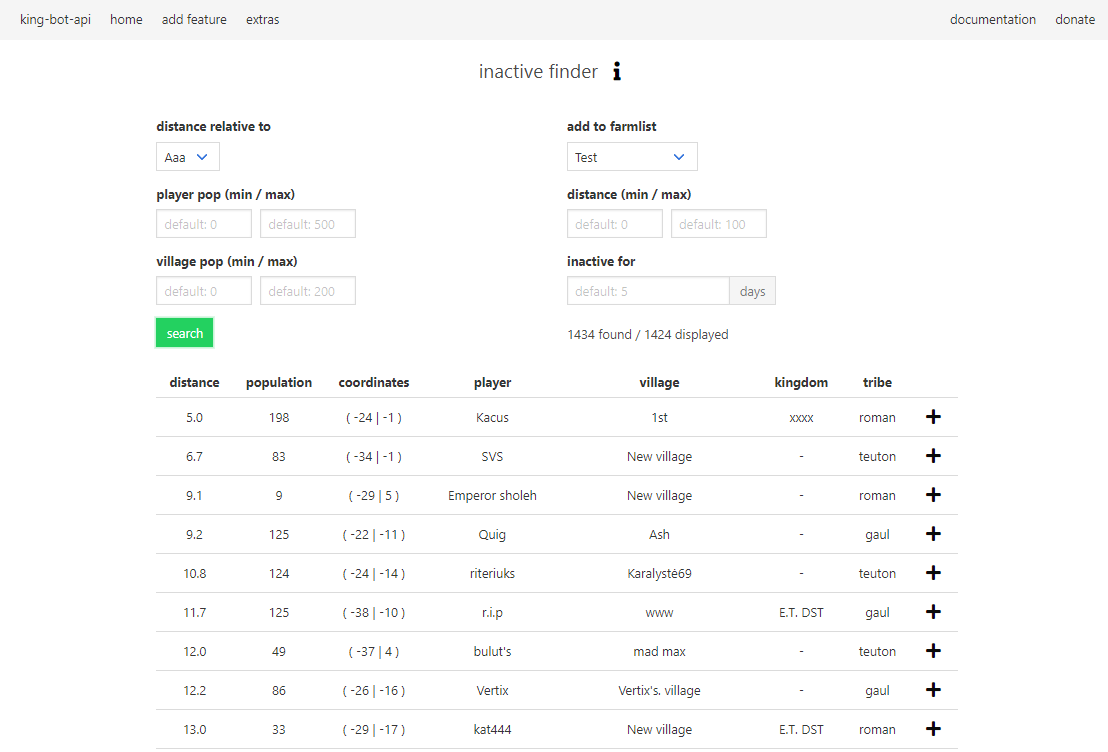 king-bot-api home add feature extras documentation donate
inactive finder
distance relative to add to farmlist
Aaa Test
player pop (min / max) distance (min / max)
default: 0 default: 500 default: 0 default: 100
village pop (min / max) inactive for
default: 0 default: 200 default: 5 days
search 1434 found / 1424 displayed
distance population coordinates player village kingdom tribe
5.0 198 ( -24 | -1 ) Kacus 1st xxxx roman
6.7 83 ( -34 | -1 ) SVS New village - teuton
9.1 9 ( -29 | 5 ) Emperor sholeh New village - roman
9.2 125 ( -22 | -11 ) Quig Ash - gaul
10.8 124 ( -24 | -14 ) riteriuks Karalystė69 - teuton
11.7 125 ( -38 | -10 ) r.i.p www E.T. DST gaul
12.0 49 ( -37 | 4 ) bulut's mad max - teuton
12.2 86 ( -26 | -16 ) Vertix Vertix's. village - gaul
13.0 33 ( -29 | -17 ) kat444 New village E.T. DST roman